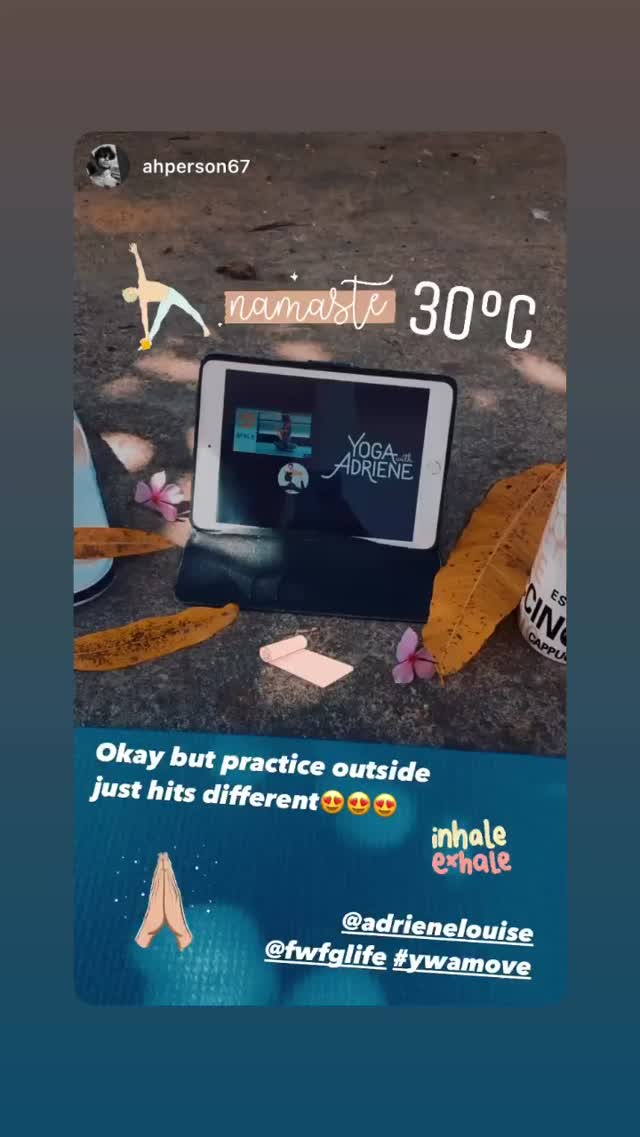 ahperson67
namaste 30°C
YOGA with
ADRIENE
ES
CINO
CAPPU
Okay but practice outside
just hits different😍😍😍
inhale
exhale
@adrienelouise
@fwfglife #ywamove